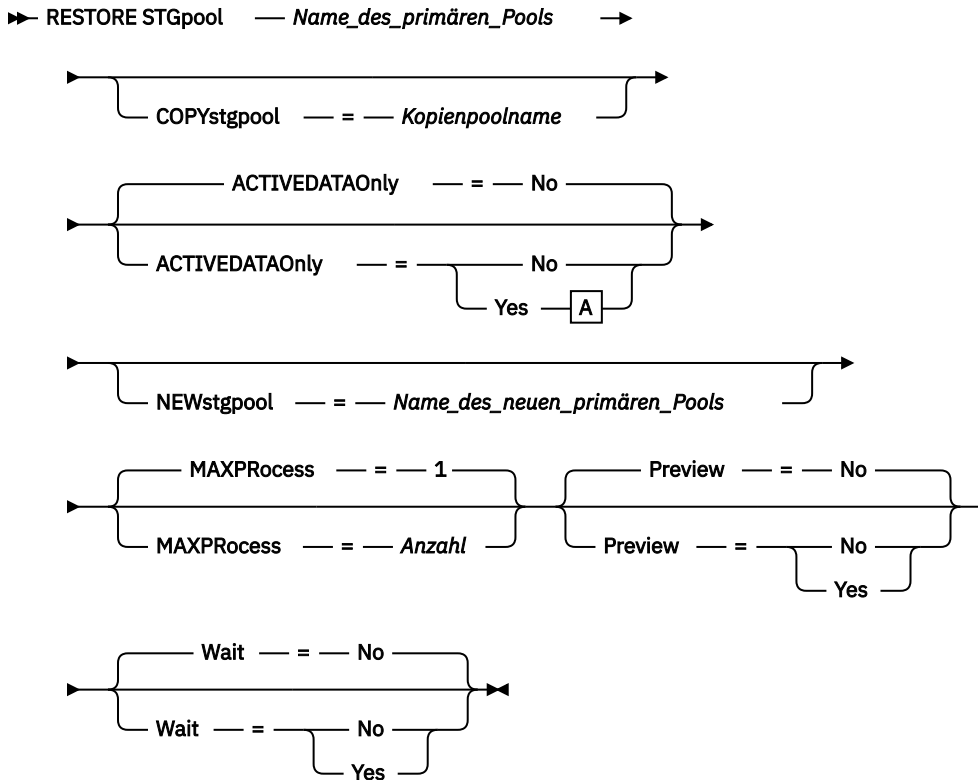 RESTORE STGpool — Name_des_primären_Pools
COPYstgpool — = — Kopienpoolname
ACTIVEDATAOnly — = — No
ACTIVEDATAOnly — = — No
Yes — A
NEWstgpool — = — Name_des_neuen_primären_Pools
MAXPRocess — = — 1 Preview — = — No
MAXPRocess — = — Anzahl Preview — = — No
Yes
Wait — = — No
Wait — = — No
Yes